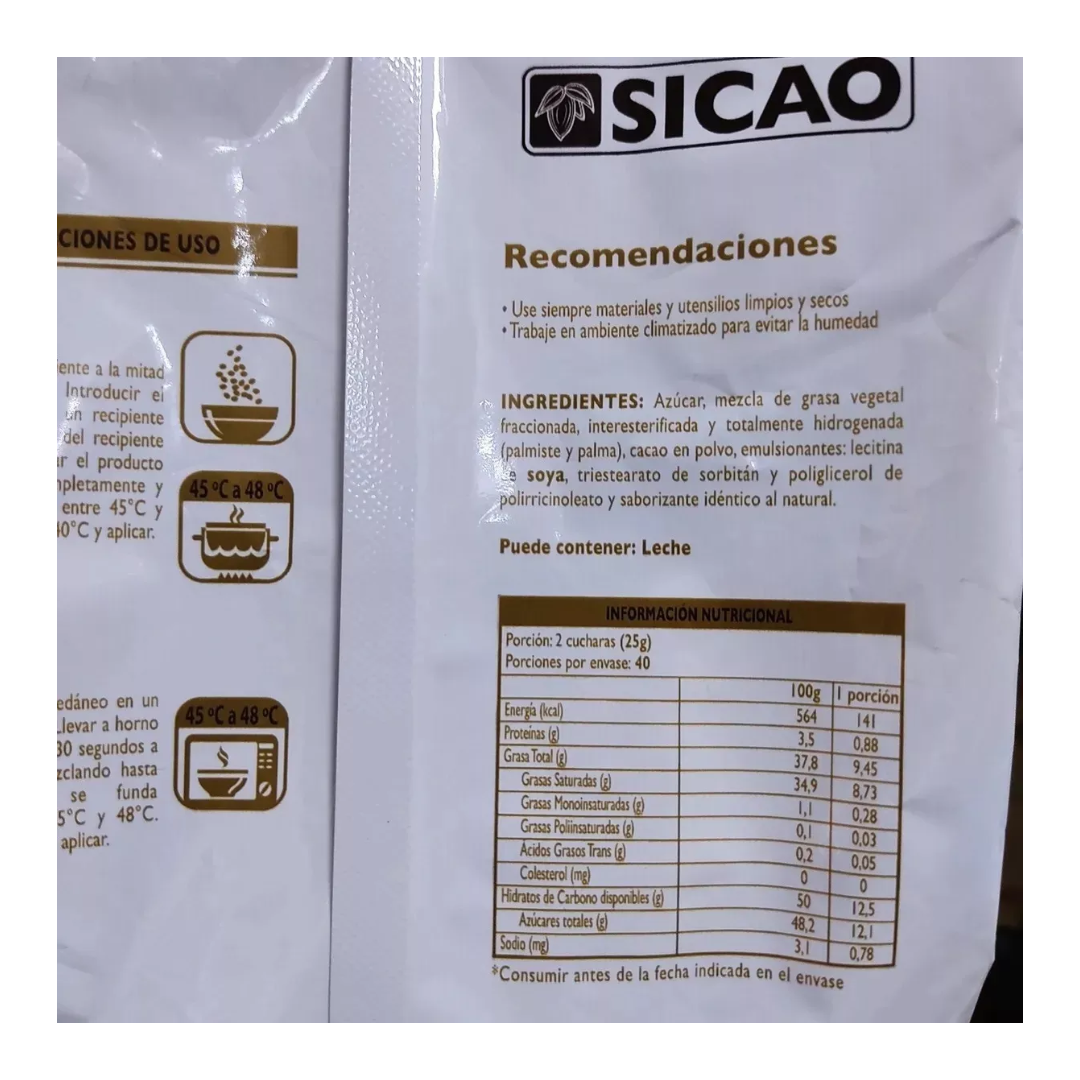 SICAO
CIONES DE USO
ente a la mitad
Introducir el
un recipiente
del recipiente
ar el producto
mpletamente y
entre 45°C y
40°C y aplicar.
45 °C a 48 °C
edáneo en un
Llevar a horno
30 segundos a
zclando hasta
se funda
5°C y 48°C.
aplicar.
45 °C a 48 °C
Recomendaciones
• Use siempre materiales y utensilios limpios y secos
• Trabaje en ambiente climatizado para evitar la humedad
INGREDIENTES: Azúcar, mezcla de grasa vegetal
fraccionada, interesterificada y totalmente hidrogenada
(palmiste y palma), cacao en polvo, emulsionantes: lecitina
de soya, triestearato de sorbitán y poliglicerol de
polirricinoleato y saborizante idéntico al natural.
Puede contener: Leche
INFORMACIÓN NUTRICIONAL
Porción: 2 cucharas (25g)
Porciones por envase: 40
100g 1 porción
Energía (kcal) 564 141
Proteínas (g) 3,5 0,88
Grasa Total (g) 37,8 9,45
Grasas Saturadas (g) 34,9 8,73
Grasas Monoinsaturadas (g) 1,1 0,28
Grasas Poliinsaturadas (g) 0,1 0,03
Ácidos Grasos Trans (g) 0,2 0,05
Colesterol (mg) 0 0
Hidratos de Carbono disponibles (g) 50 12,5
Azúcares totales (g) 48,2 12,1
Sodio (mg) 3,1 0,78
*Consumir antes de la fecha indicada en el envase